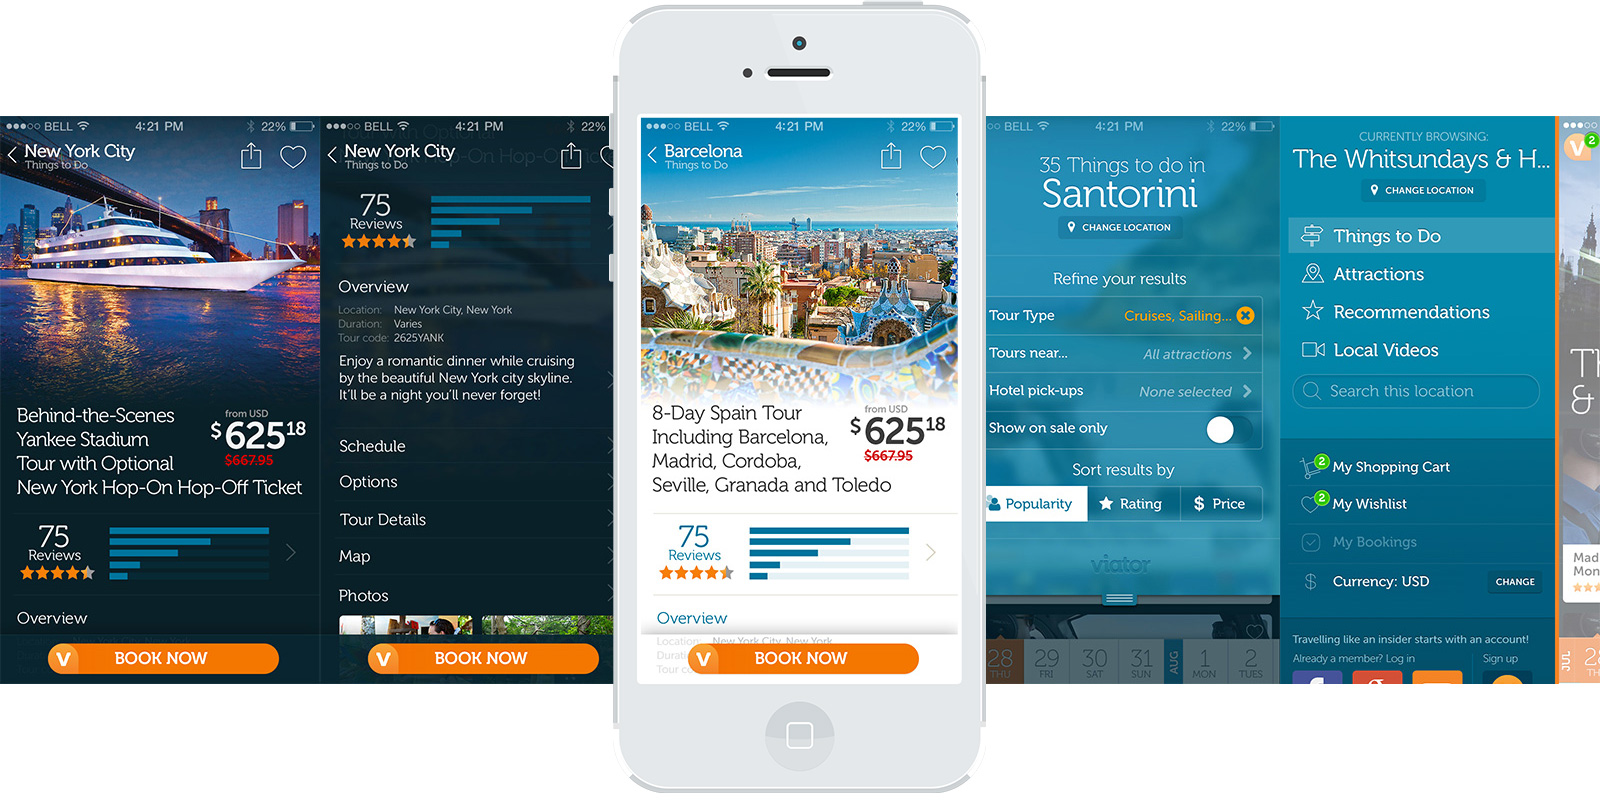 BELL 4:21 PM 22%
New York City
Things to Do
Behind-the-Scenes
Yankee Stadium
Tour with Optional
New York Hop-On Hop-Off Ticket
from USD
$625.18
$667.95
75
Reviews
Overview
BOOK NOW
BELL 4:21 PM 22%
New York City
Things to Do
75
Reviews
Overview
Location: New York City, New York
Duration: Varies
Tour code: 2625YANK
Enjoy a romantic dinner while cruising
by the beautiful New York city skyline.
It'll be a night you'll never forget!
Schedule
Options
Tour Details
Map
Photos
BOOK NOW
BELL 4:21 PM 22%
Barcelona
Things to Do
8-Day Spain Tour
Including Barcelona,
Madrid, Cordoba,
Seville, Granada and Toledo
from USD
$625.18
$667.95
75
Reviews
Overview
Location: New York City, New York
BOOK NOW
BELL 4:21 PM 22%
35 Things to do in
Santorini
CHANGE LOCATION
Refine your results
Tour Type Cruises, Sailing...
Tours near... All attractions
Hotel pick-ups None selected
Show on sale only
Sort results by
Popularity Rating $ Price
viator
28 29 30 31 AUG 1 2
THU FRI SAT SUN MON TUES
CURRENTLY BROWSING:
The Whitsundays & H...
CHANGE LOCATION
Things to Do
Attractions
Recommendations
Local Videos
Search this location
2
My Shopping Cart
2
My Wishlist
My Bookings
$ Currency: USD CHANGE
Travelling like an insider starts with an account!
Already a member? Log in Sign up
2
&
Mad
Mon
JUL